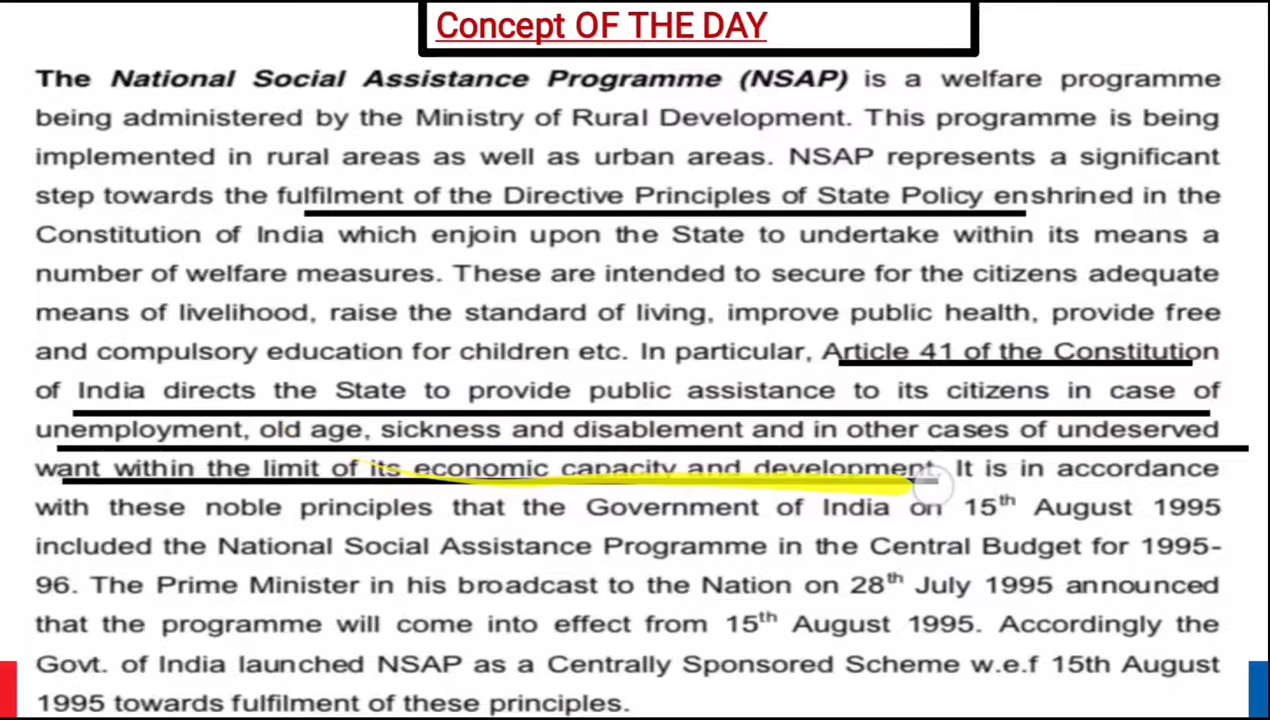 Concept OF THE DAY
The National Social Assistance Programme (NSAP) is a welfare programme
being administered by the Ministry of Rural Development. This programme is being
implemented in rural areas as well as urban areas. NSAP represents a significant
step towards the fulfilment of the Directive Principles of State Policy enshrined in the
Constitution of India which enjoin upon the State to undertake within its means a
number of welfare measures. These are intended to secure for the citizens adequate
means of livelihood, raise the standard of living, improve public health, provide free
and compulsory education for children etc. In particular, Article 41 of the Constitution
of India directs the State to provide public assistance to its citizens in case of
unemployment, old age, sickness and disablement and in other cases of undeserved
want within the limit of its economic capacity and development. It is in accordance
with these noble principles that the Government of India on 15th August 1995
included the National Social Assistance Programme in the Central Budget for 1995-
96. The Prime Minister in his broadcast to the Nation on 28th July 1995 announced
that the programme will come into effect from 15th August 1995. Accordingly the
Govt. of India launched NSAP as a Centrally Sponsored Scheme w.e.f 15th August
1995 towards fulfilment of these principles.